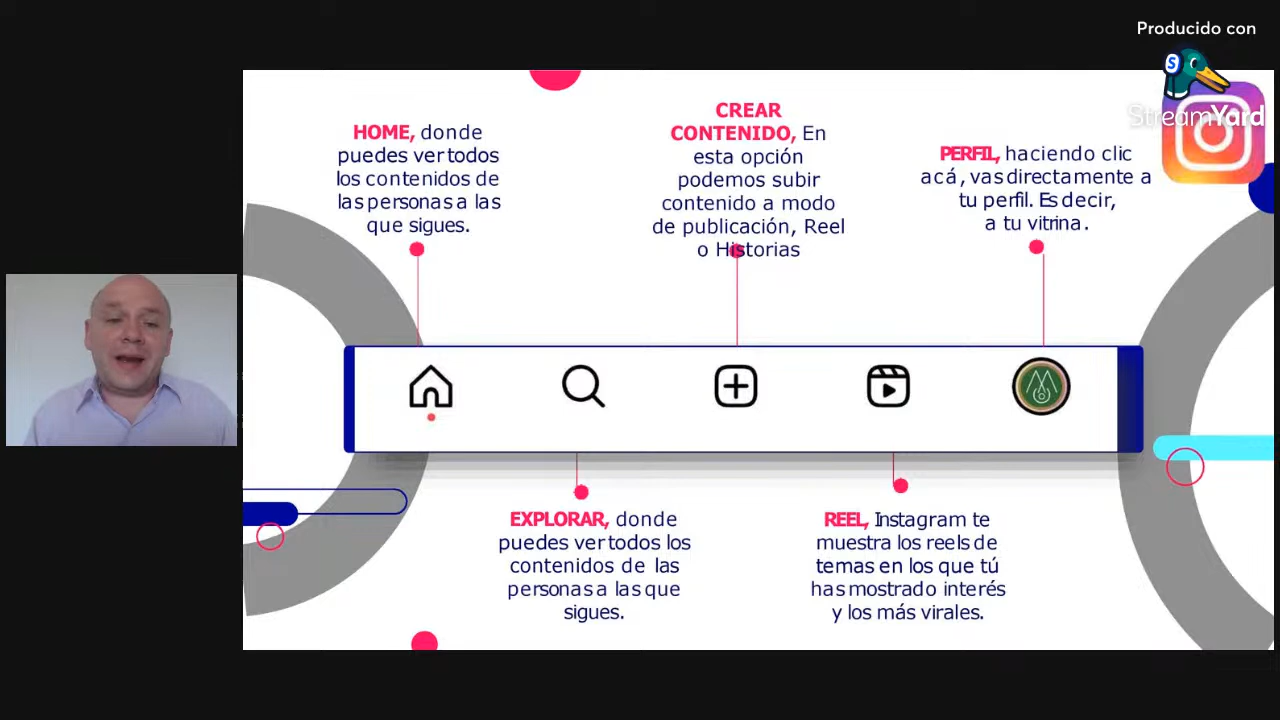 Producido con
StreamYard
HOME, donde
puedes ver todos
los contenidos de
las personas a las
que sigues.
CREAR
CONTENIDO, En
esta opción
podemos subir
contenido a modo
de publicación, Reel
o Historias
PERFIL, haciendo clic
acá, vas directamente a
tu perfil. Es decir,
a tu vitrina.
EXPLORAR, donde
puedes ver todos los
contenidos de las
personas a las que
sigues.
REEL, Instagram te
muestra los reels de
temas en los que tú
has mostrado interés
y los más virales.